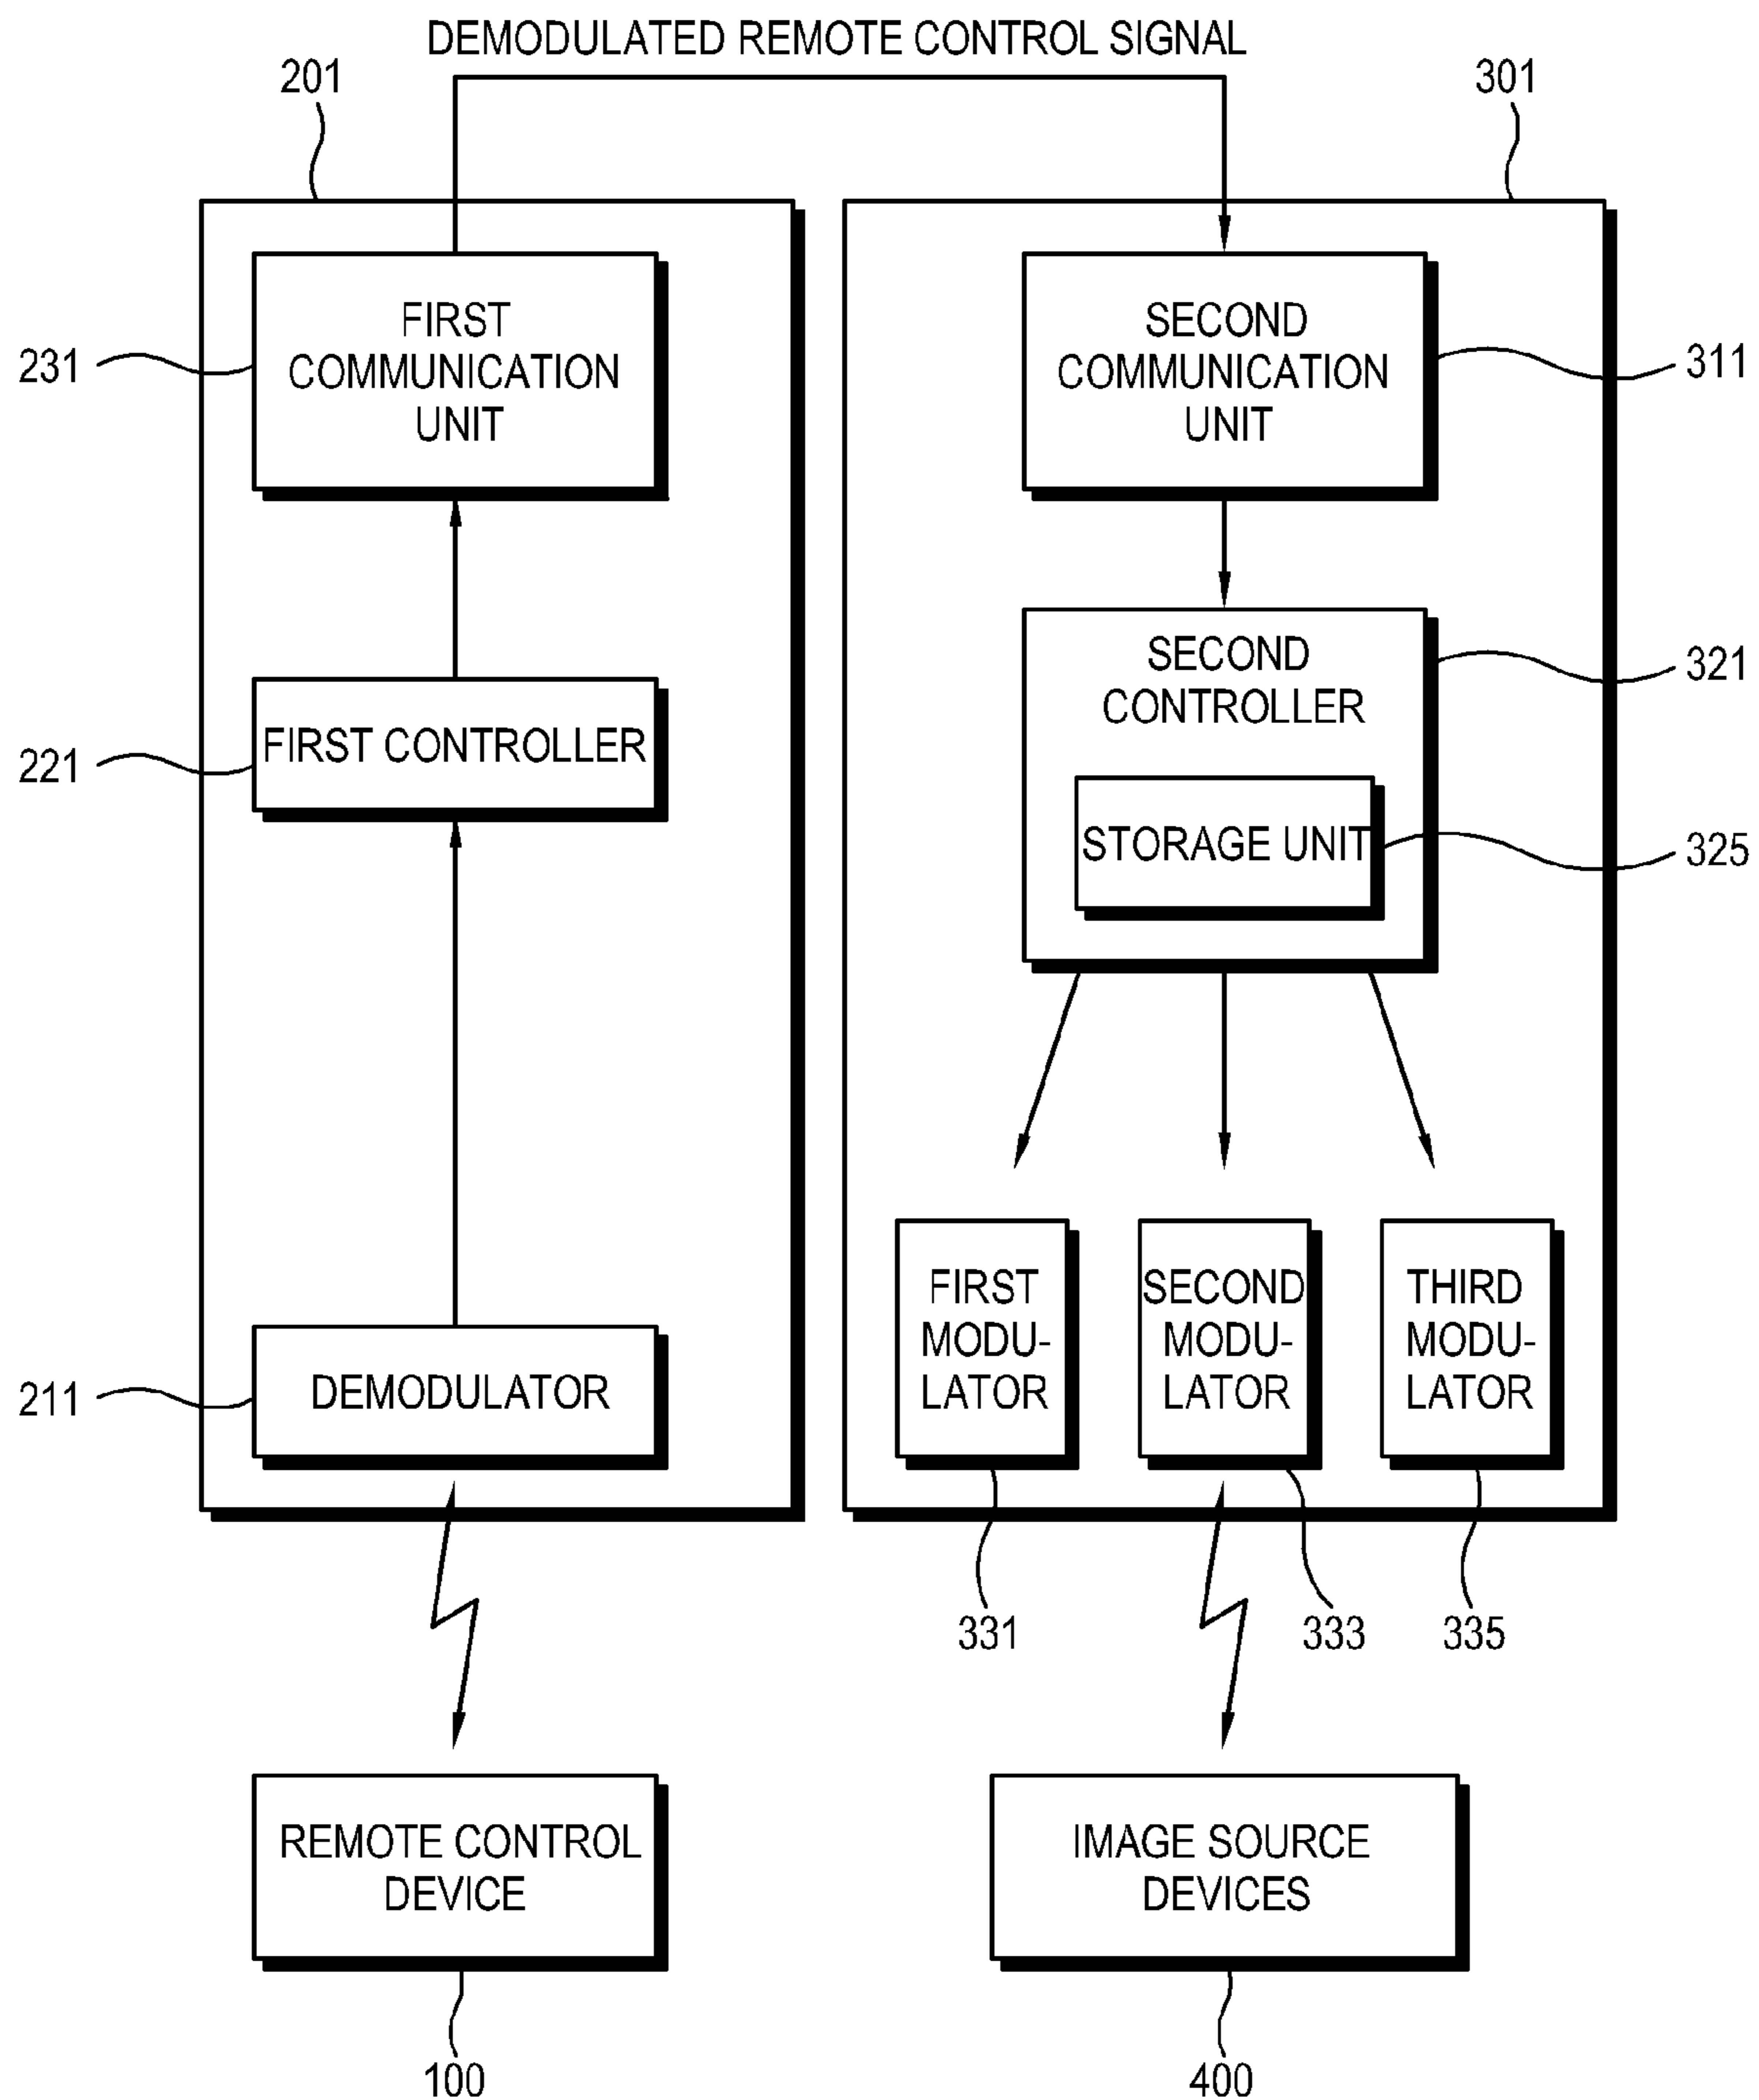 DEMODULATED REMOTE CONTROL SIGNAL
201
301
FIRST
COMMUNICATION
UNIT
231
SECOND
COMMUNICATION
UNIT
311
FIRST CONTROLLER
221
SECOND
CONTROLLER
321
STORAGE UNIT
325
DEMODULATOR
211
FIRST
MODU-
LATOR
SECOND
MODU-
LATOR
THIRD
MODU-
LATOR
331
333
335
REMOTE CONTROL
DEVICE
IMAGE SOURCE
DEVICES
100
400